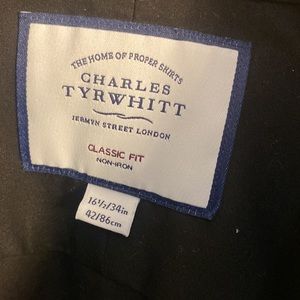 THE HOME OF PROPER SHIRTS
CHARLES
TYRWHITT
JERMYN STREET LONDON
CLASSIC FIT
NON-IRON
16½/34in
42/86cm